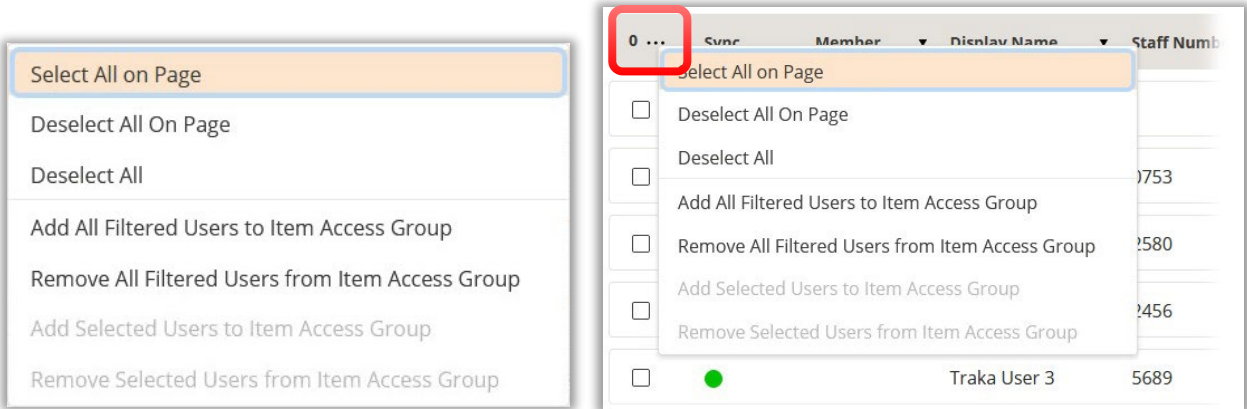 Select All on Page
Deselect All On Page
Deselect All
Add All Filtered Users to Item Access Group
Remove All Filtered Users from Item Access Group
Add Selected Users to Item Access Group
Remove Selected Users from Item Access Group
0 ... Sync Member Display Name Staff Numb
Select All on Page
Deselect All On Page
Deselect All
0753
Add All Filtered Users to Item Access Group
Remove All Filtered Users from Item Access Group
2580
Add Selected Users to Item Access Group
2456
Remove Selected Users from Item Access Group
Traka User 3 5689